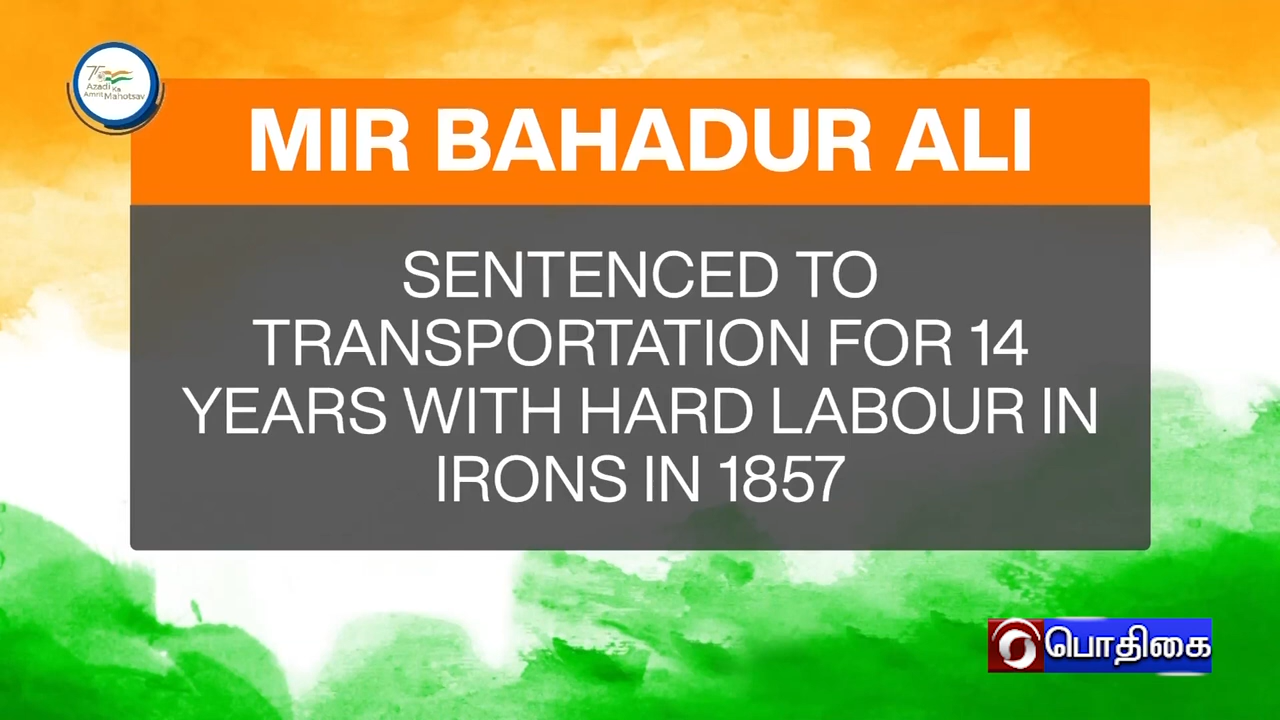 75
Azadi
Ka
Amrit Mahotsav
MIR BAHADUR ALI
SENTENCED TO
TRANSPORTATION FOR 14
YEARS WITH HARD LABOUR IN
IRONS IN 1857
பொதிகை